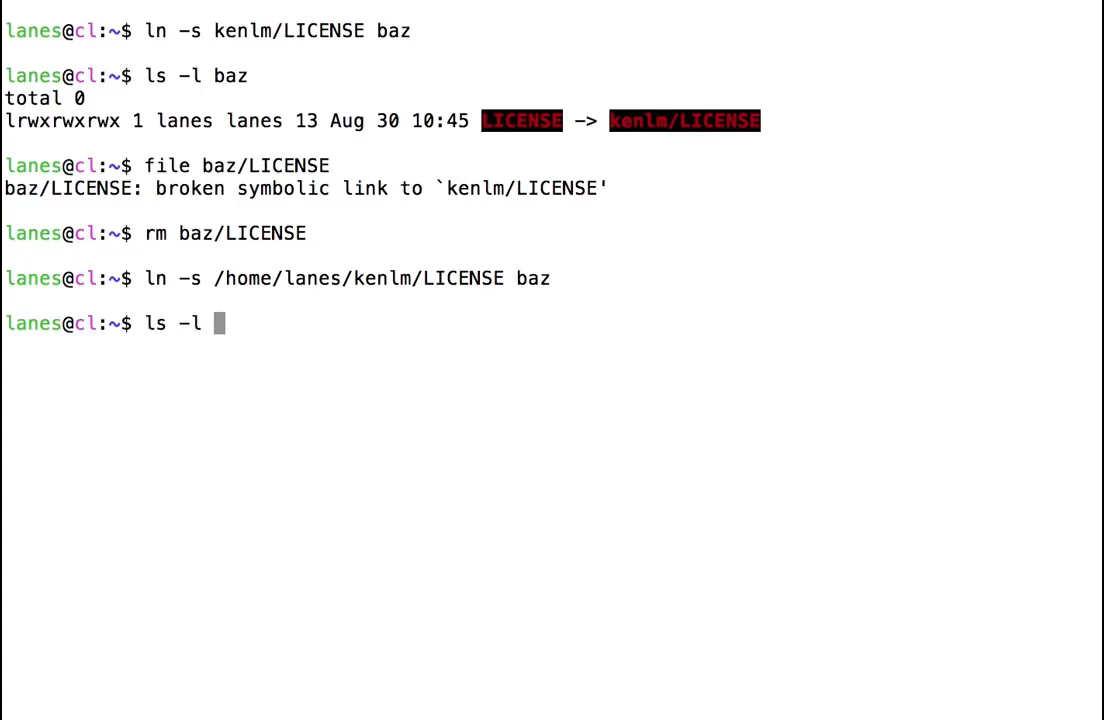 lanes@cl:~$ ln -s kenlm/LICENSE baz
lanes@cl:~$ ls -l baz
total 0
lrwxrwxrwx 1 lanes lanes 13 Aug 30 10:45 LICENSE -> kenlm/LICENSE
lanes@cl:~$ file baz/LICENSE
baz/LICENSE: broken symbolic link to `kenlm/LICENSE'
lanes@cl:~$ rm baz/LICENSE
lanes@cl:~$ ln -s /home/lanes/kenlm/LICENSE baz
lanes@cl:~$ ls -l